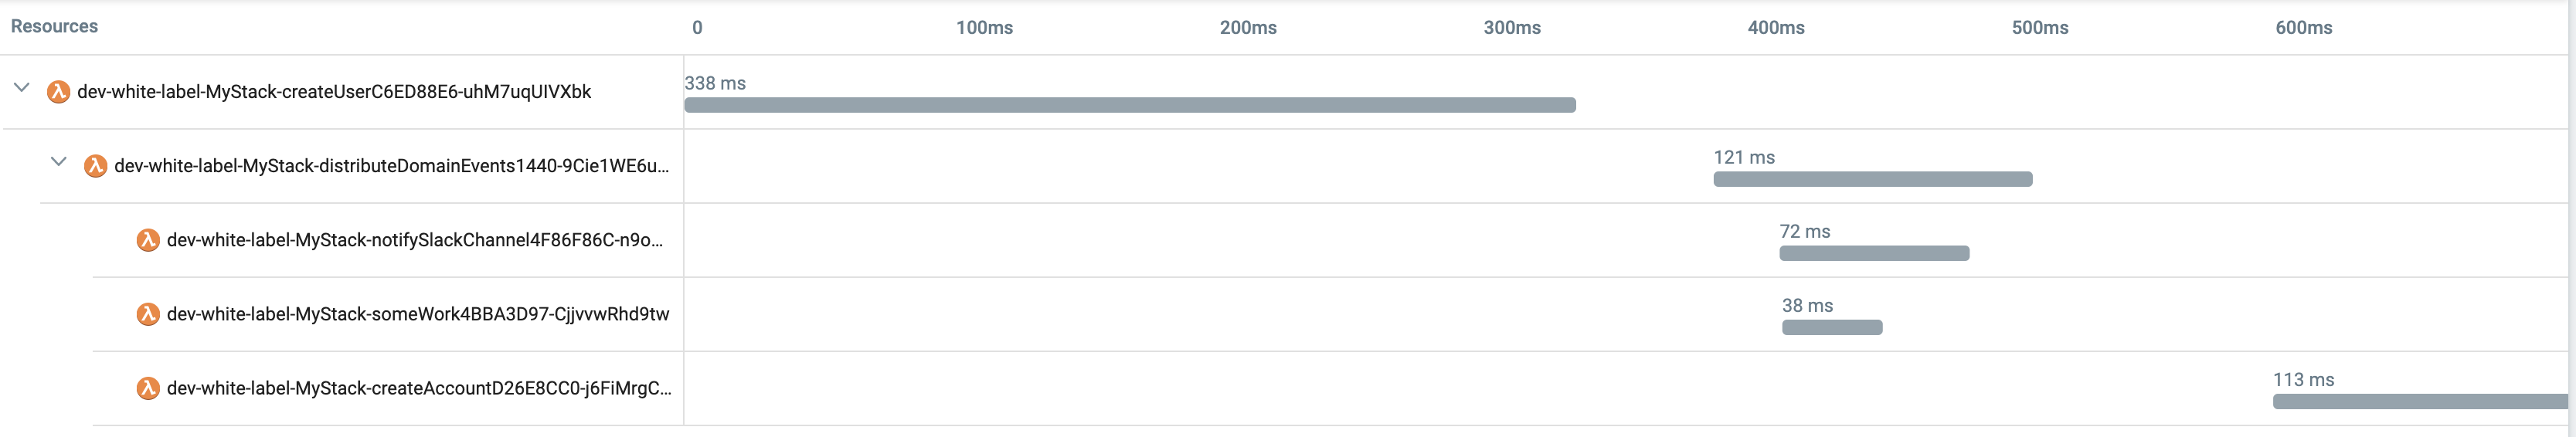 Resources 0 100ms 200ms 300ms 400ms 500ms 600ms
dev-white-label-MyStack-createUserC6ED88E6-uhM7uqUIVXbk 338 ms
dev-white-label-MyStack-distributeDomainEvents1440-9Cie1WE6u... 121 ms
dev-white-label-MyStack-notifySlackChannel4F86F86C-n9o... 72 ms
dev-white-label-MyStack-someWork4BBA3D97-CjjvvwRhd9tw 38 ms
dev-white-label-MyStack-createAccountD26E8CC0-j6FiMrgC... 113 ms